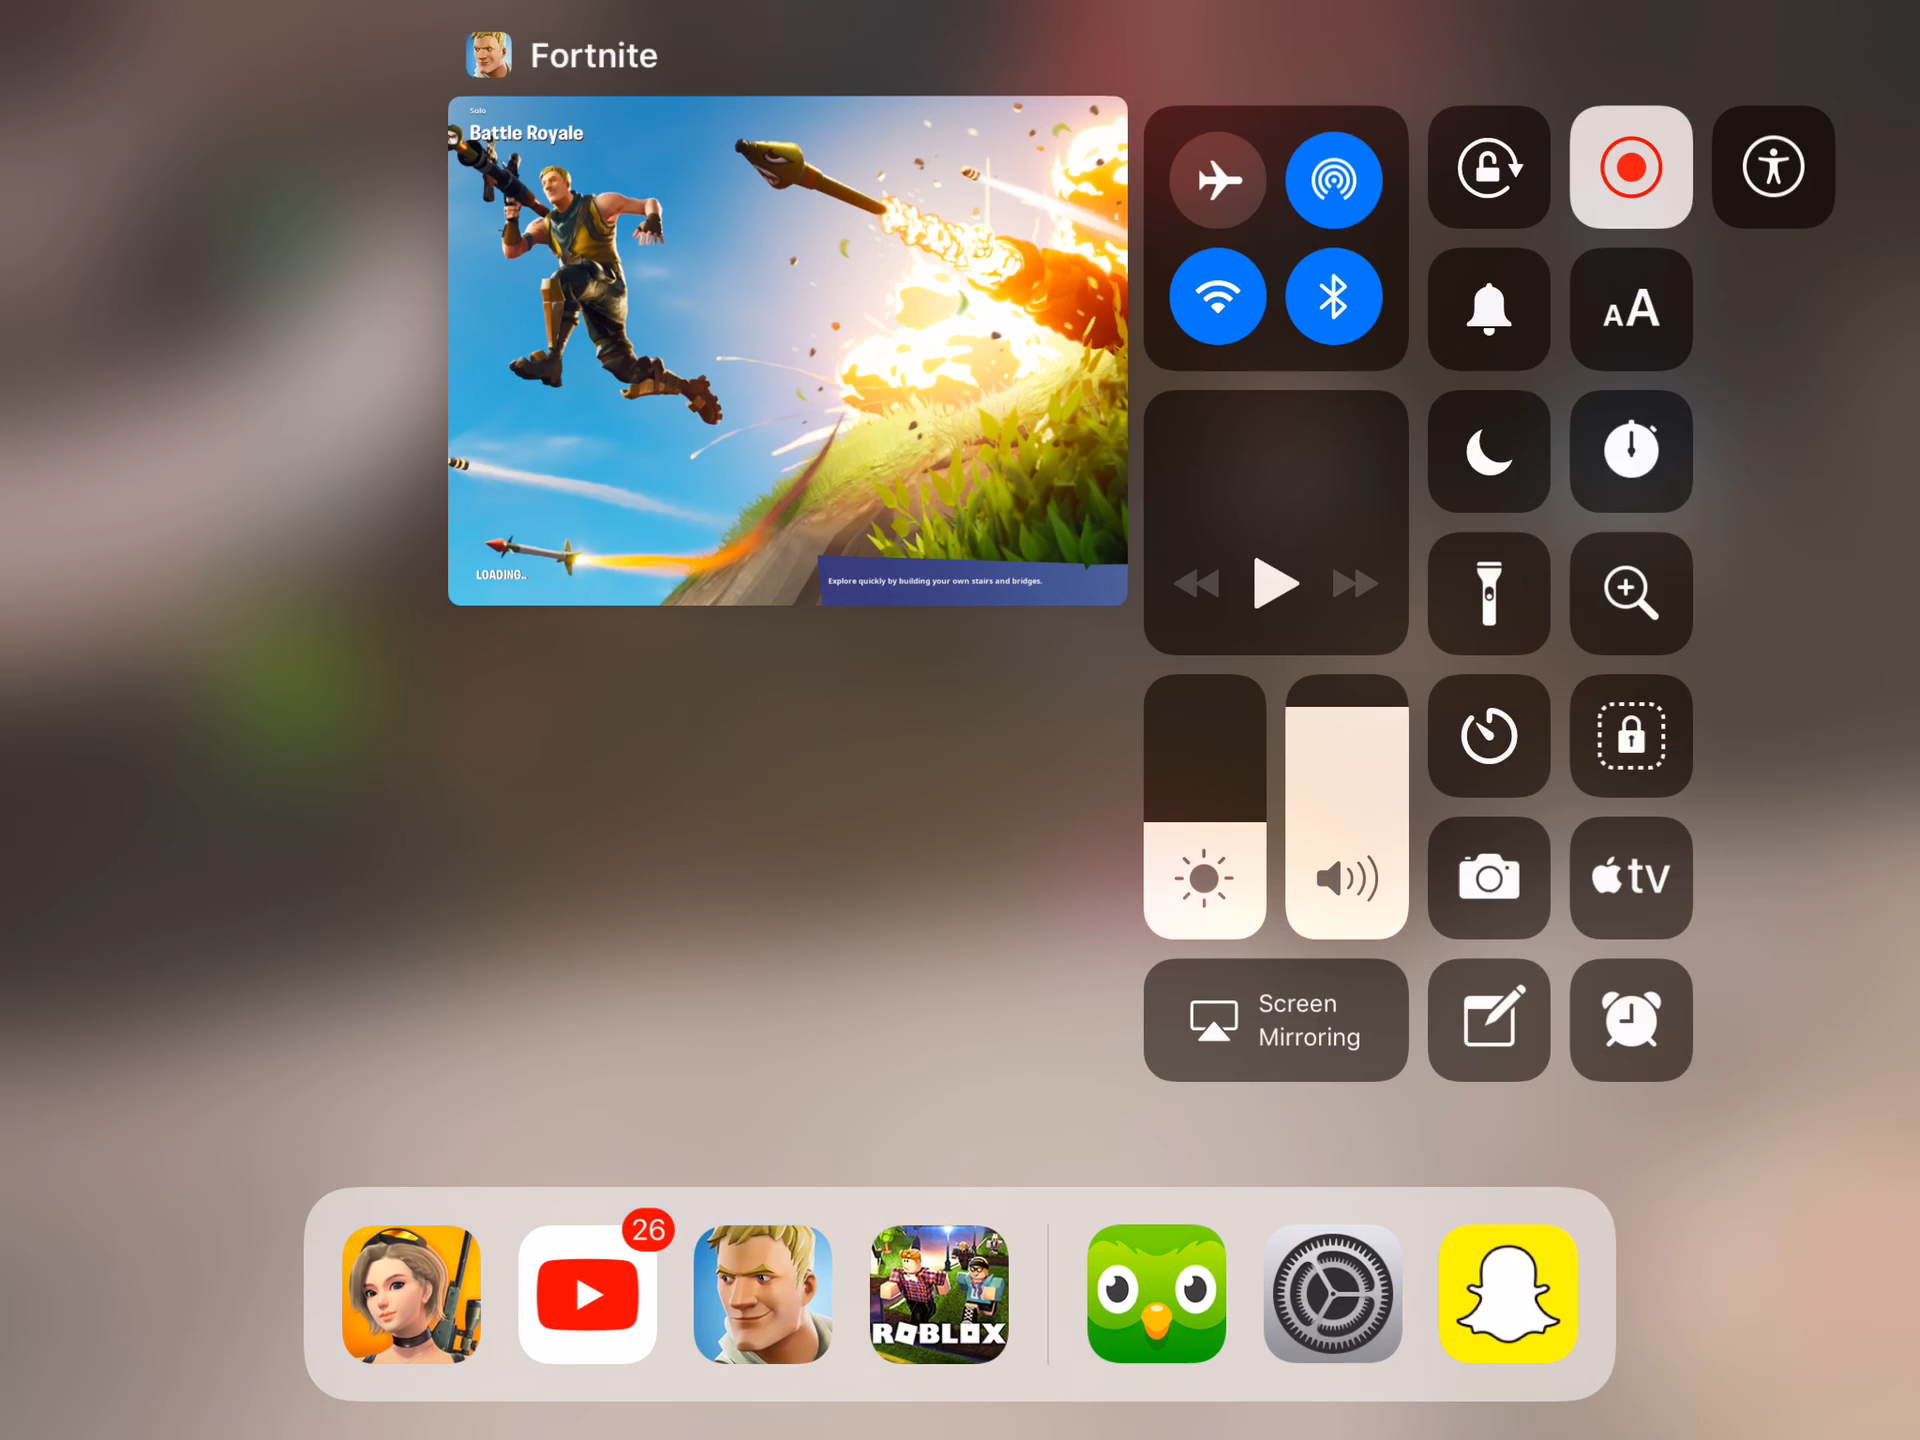 Fortnite
Solo
Battle Royale
LOADING..
Explore quickly by building your own stairs and bridges.
AA
tv
Screen
Mirroring
26
ROBLOX